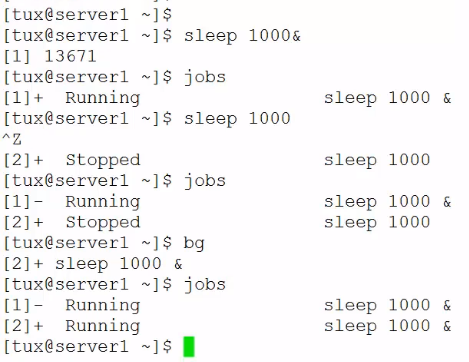 [tux@server1 ~]$
[tux@server1 ~]$ sleep 1000&
[1] 13671
[tux@server1 ~]$ jobs
[1]+  Running                 sleep 1000 &
[tux@server1 ~]$ sleep 1000
^Z
[2]+  Stopped                 sleep 1000
[tux@server1 ~]$ jobs
[1]-  Running                 sleep 1000 &
[2]+  Stopped                 sleep 1000
[tux@server1 ~]$ bg
[2]+ sleep 1000 &
[tux@server1 ~]$ jobs
[1]-  Running                 sleep 1000 &
[2]+  Running                 sleep 1000 &
[tux@server1 ~]$